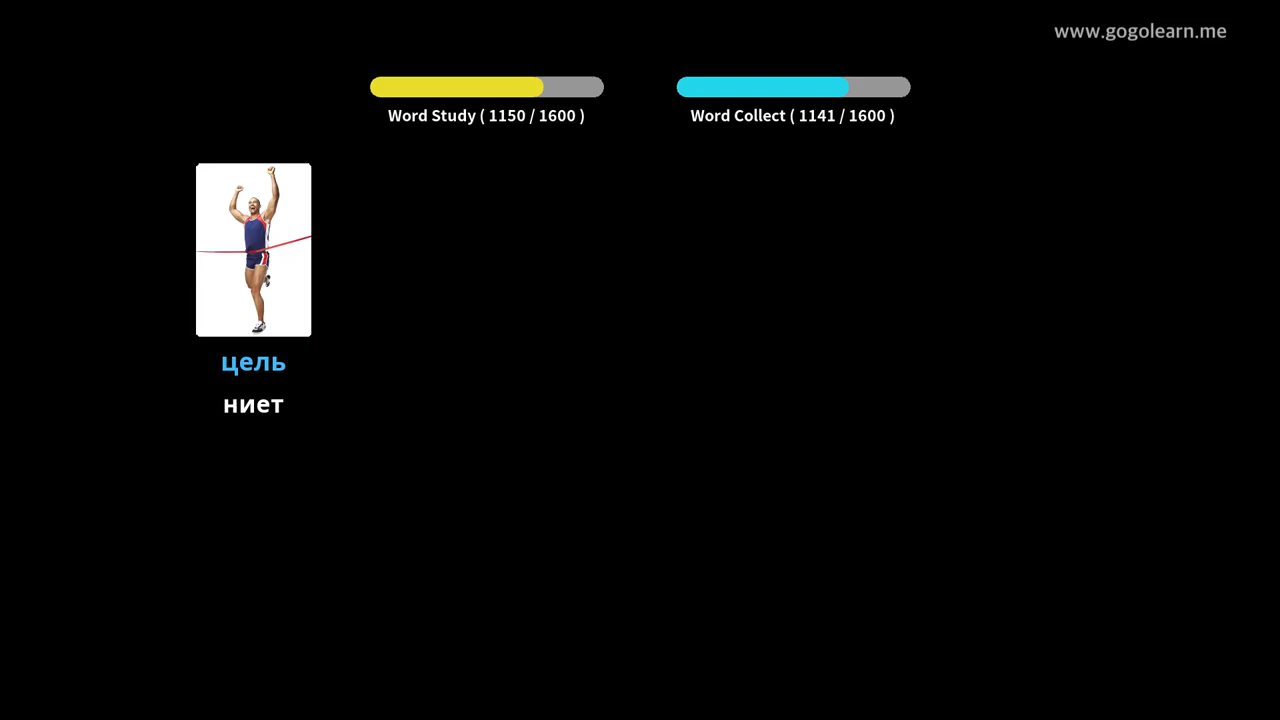 www.gogolearn.me
Word Study ( 1150 / 1600 )
Word Collect ( 1141 / 1600 )
цель
ниет